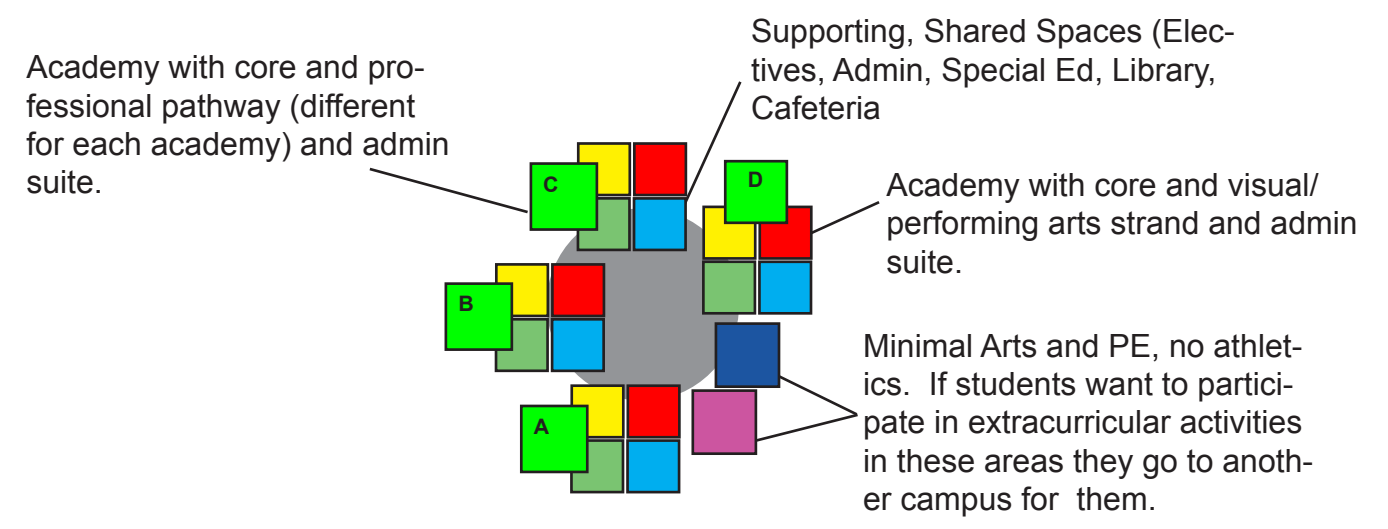 Academy with core and pro-
fessional pathway (different
for each academy) and admin
suite.
Supporting, Shared Spaces (Elec-
tives, Admin, Special Ed, Library,
Cafeteria
C
D
Academy with core and visual/
performing arts strand and admin
suite.
B
A
Minimal Arts and PE, no athlet-
ics.  If students want to partici-
pate in extracurricular activities
in these areas they go to anoth-
er campus for  them.